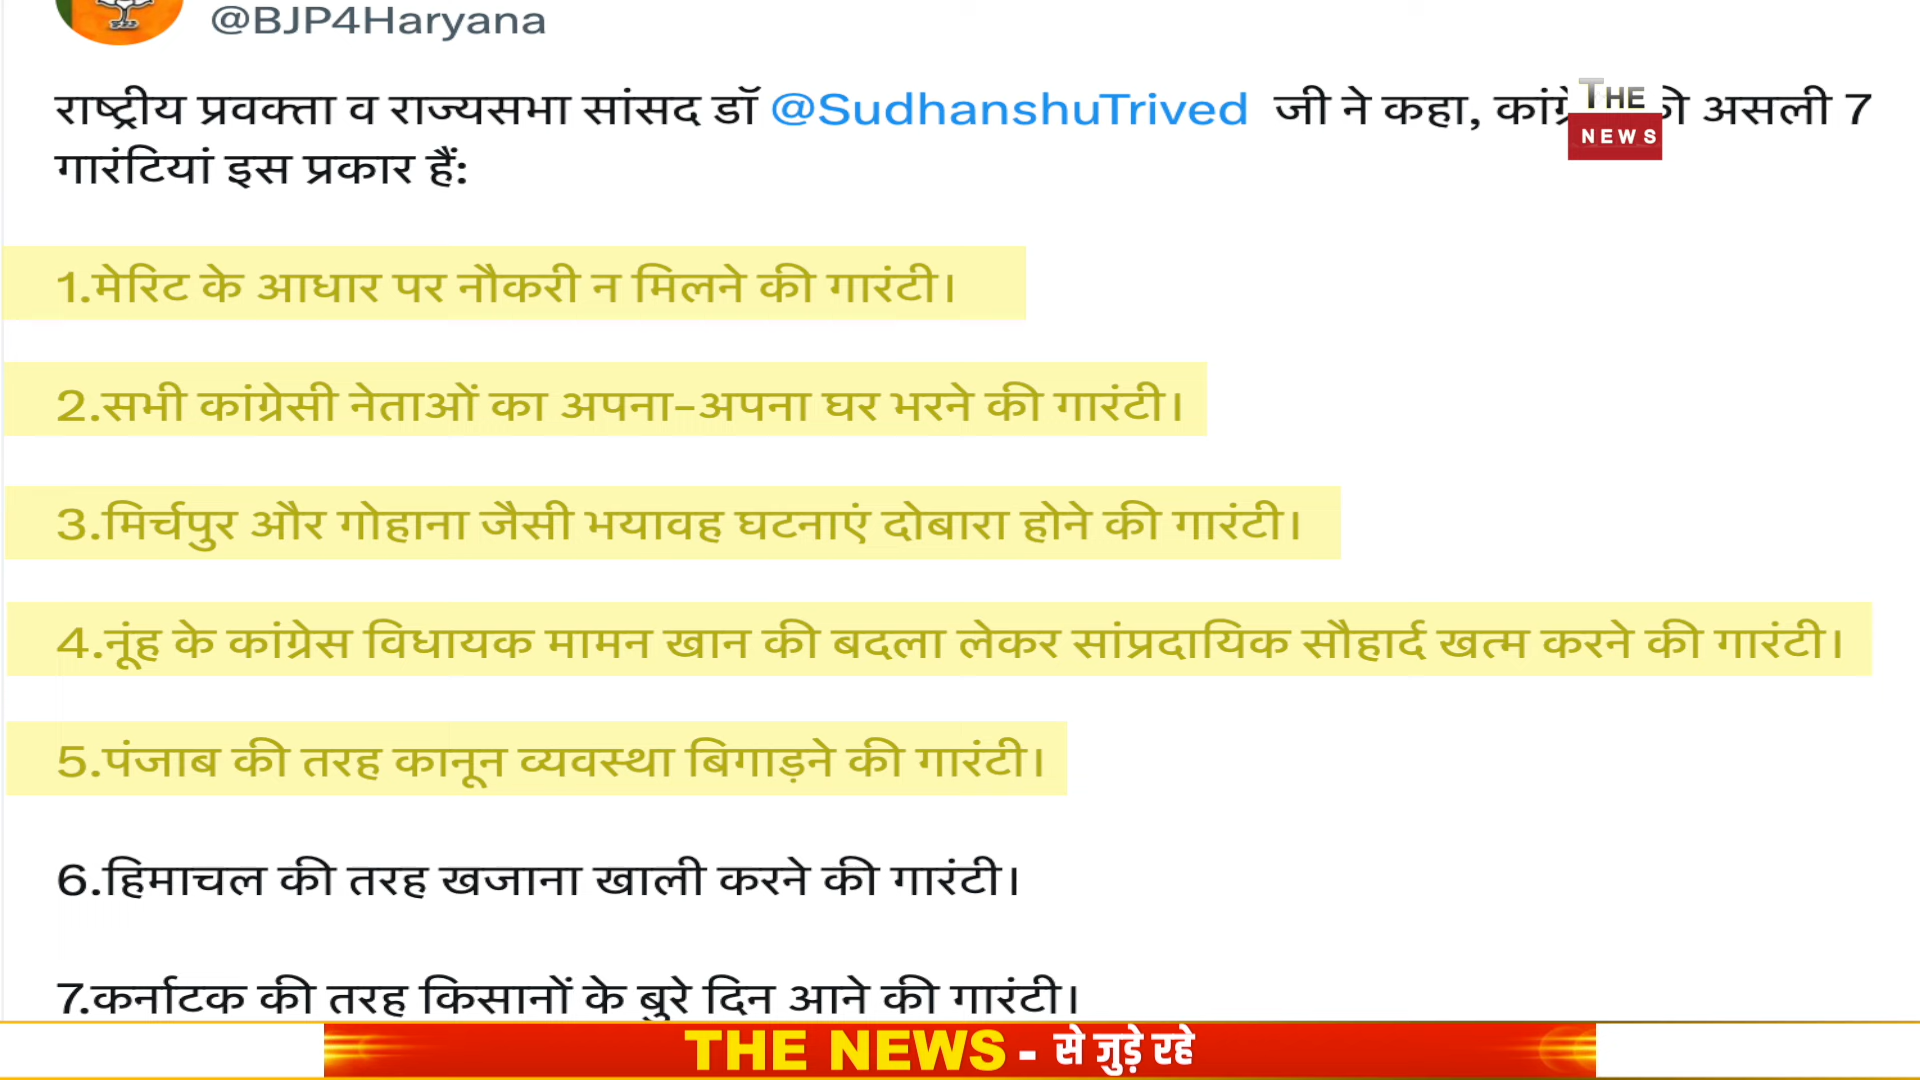 @BJP4Haryana
राष्ट्रीय प्रवक्ता व राज्यसभा सांसद डॉ @SudhanshuTrived जी ने कहा, असली 7
THE
NEWS
गारंटियां इस प्रकार हैं:
1.मेरिट के आधार पर नौकरी न मिलने की गारंटी।
2.सभी कांग्रेसी नेताओं का अपना-अपना घर भरने की गारंटी।
3.मिर्चपुर और गोहाना जैसी भयावह घटनाएं दोबारा होने की गारंटी।
4.नूंह के कांग्रेस विधायक मामन खान की बदला लेकर सांप्रदायिक सौहार्द खत्म करने की गारंटी।
5.पंजाब की तरह कानून व्यवस्था बिगाड़ने की गारंटी।
6.हिमाचल की तरह खजाना खाली करने की गारंटी।
7.कर्नाटक की तरह किसानों के बुरे दिन आने की गारंटी।
THE NEWS - से जुड़े रहे